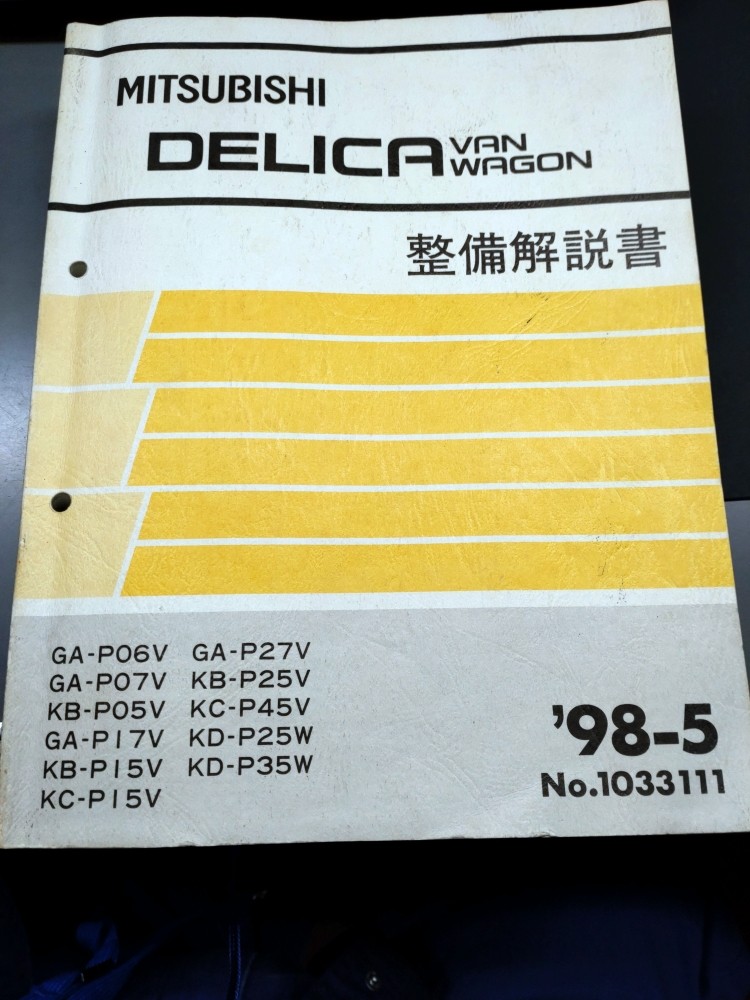 MITSUBISHI
DELICA VAN WAGON
整備解説書
GA-P06V GA-P27V
GA-P07V KB-P25V
KB-P05V KC-P45V
GA-P17V KD-P25W
KB-P15V KD-P35W
KC-P15V
'98-5
No.1033111